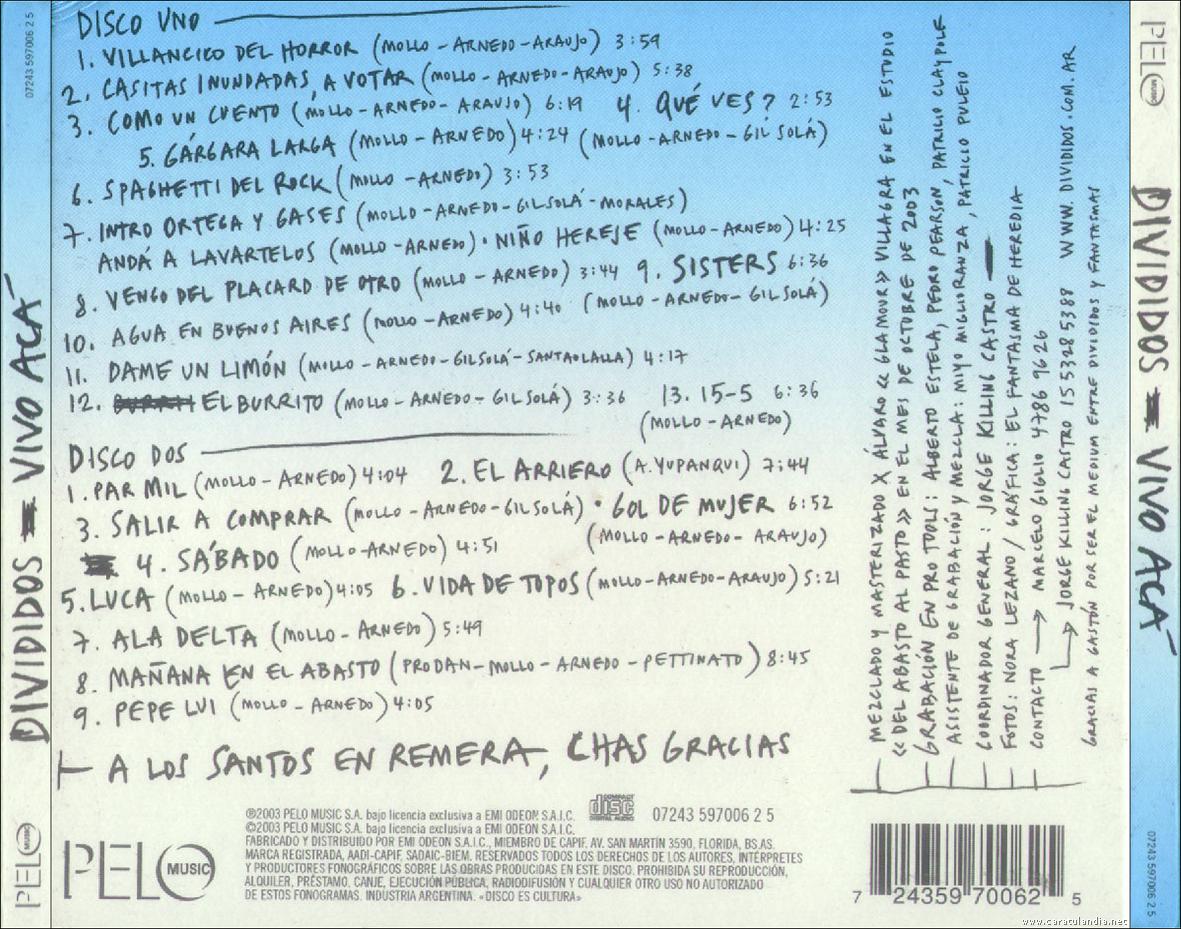 DISCO UNO
1. VILLANCICO DEL HORROR (MOLLO - ARNEDO - ARAUJO) 3:59
2. CASITAS INUNDADAS, A VOTAR (MOLLO - ARNEDO - ARAUJO) 5:38
3. COMO UN CUENTO (MOLLO - ARNEDO - ARAUJO) 6:19 4. QUÉ VES? 2:53
5. GÁRGARA LARGA (MOLLO - ARNEDO) 4:24 (MOLLO - ARNEDO - GIL SOLÁ)
6. SPAGHETTI DEL ROCK (MOLLO - ARNEDO) 3:53
7. INTRO ORTEGA Y GASES (MOLLO - ARNEDO - GIL SOLÁ - MORALES)
ANDÁ A LAVARTELOS (MOLLO - ARNEDO) · NIÑO HEREJE (MOLLO - ARNEDO) 4:25
8. VENGO DEL PLACARD DE OTRO (MOLLO - ARNEDO) 3:44 9. SISTERS 6:36
10. AGUA EN BUENOS AIRES (MOLLO - ARNEDO) 4:40 (MOLLO - ARNEDO - GIL SOLÁ)
11. DAME UN LIMÓN (MOLLO - ARNEDO - GIL SOLÁ - SANTAOLALLA) 4:17
12. EL BURRITO (MOLLO - ARNEDO - GIL SOLÁ) 3:36 13. 15-5 6:36
(MOLLO - ARNEDO)
DISCO DOS
1. PAR MIL (MOLLO - ARNEDO) 4:04 2. EL ARRIERO (A. YUPANQUI) 7:44
3. SALIR A COMPRAR (MOLLO - ARNEDO - GIL SOLÁ) · GOL DE MUJER 6:52
4. SÁBADO (MOLLO - ARNEDO) 4:51 (MOLLO - ARNEDO - ARAUJO)
5. LUCA (MOLLO - ARNEDO) 4:05 6. VIDA DE TOPOS (MOLLO - ARNEDO - ARAUJO) 5:21
7. ALA DELTA (MOLLO - ARNEDO) 5:49
8. MAÑANA EN EL ABASTO (PRODAN - MOLLO - ARNEDO - PETTINATO) 8:45
9. PEPE LUI (MOLLO - ARNEDO) 4:05
A LOS SANTOS EN REMERA, CHAS GRACIAS
MEZCLADO Y MASTERIZADO X ÁLVARO «GLAMOUR» VILLAGRA EN EL ESTUDIO
«DEL ABASTO AL PASTO» EN EL MES DE OCTUBRE DE 2003
GRABACIÓN EN PRO TOOLS: ALBERTO ESTELA, PEDRO PEARSON, PATRICIO CLAYPOLE
ASISTENTE DE GRABACIÓN Y MEZCLA: MIYO MIGLIORANZA, PATRICIO PULEIO
COORDINADOR GENERAL: JORGE KILLING CASTRO
FOTOS: NORA LEZANO / GRÁFICA: EL FANTASMA DE HEREDIA
CONTACTO → MARCELO GIGLIO 4786 9626
→ JORGE KILLING CASTRO 15 5328 5388 WWW.DIVIDIDOS.COM.AR
GRACIAS A GASTÓN POR SER EL MEDIUM ENTRE DIVIDIDOS Y FANTASMAS
PELO MUSIC
℗2003 PELO MUSIC S.A. bajo licencia exclusiva a EMI ODEON S.A.I.C.
©2003 PELO MUSIC S.A. bajo licencia exclusiva a EMI ODEON S.A.I.C.
FABRICADO Y DISTRIBUIDO POR EMI ODEON S.A.I.C., MIEMBRO DE CAPIF. AV. SAN MARTÍN 3590, FLORIDA, BS.AS.
MARCA REGISTRADA, AADI-CAPIF, SADAIC-BIEM. RESERVADOS TODOS LOS DERECHOS DE LOS AUTORES, INTÉRPRETES
Y PRODUCTORES FONOGRÁFICOS SOBRE LAS OBRAS PRODUCIDAS EN ESTE DISCO. PROHIBIDA SU REPRODUCCIÓN,
ALQUILER, PRÉSTAMO, CANJE, EJECUCIÓN PÚBLICA, RADIODIFUSIÓN Y CUALQUIER OTRO USO NO AUTORIZADO
DE ESTOS FONOGRAMAS. INDUSTRIA ARGENTINA. «DISCO ES CULTURA»
COMPACT disc DIGITAL AUDIO
07243 597006 2 5
7 24359 70062 5
www.caratulandia.net
07243 597006 2 5
DIVIDIDOS = VIVO ACÁ
PELO MUSIC
PELO MUSIC
DIVIDIDOS = VIVO ACÁ
07243 597006 2 5